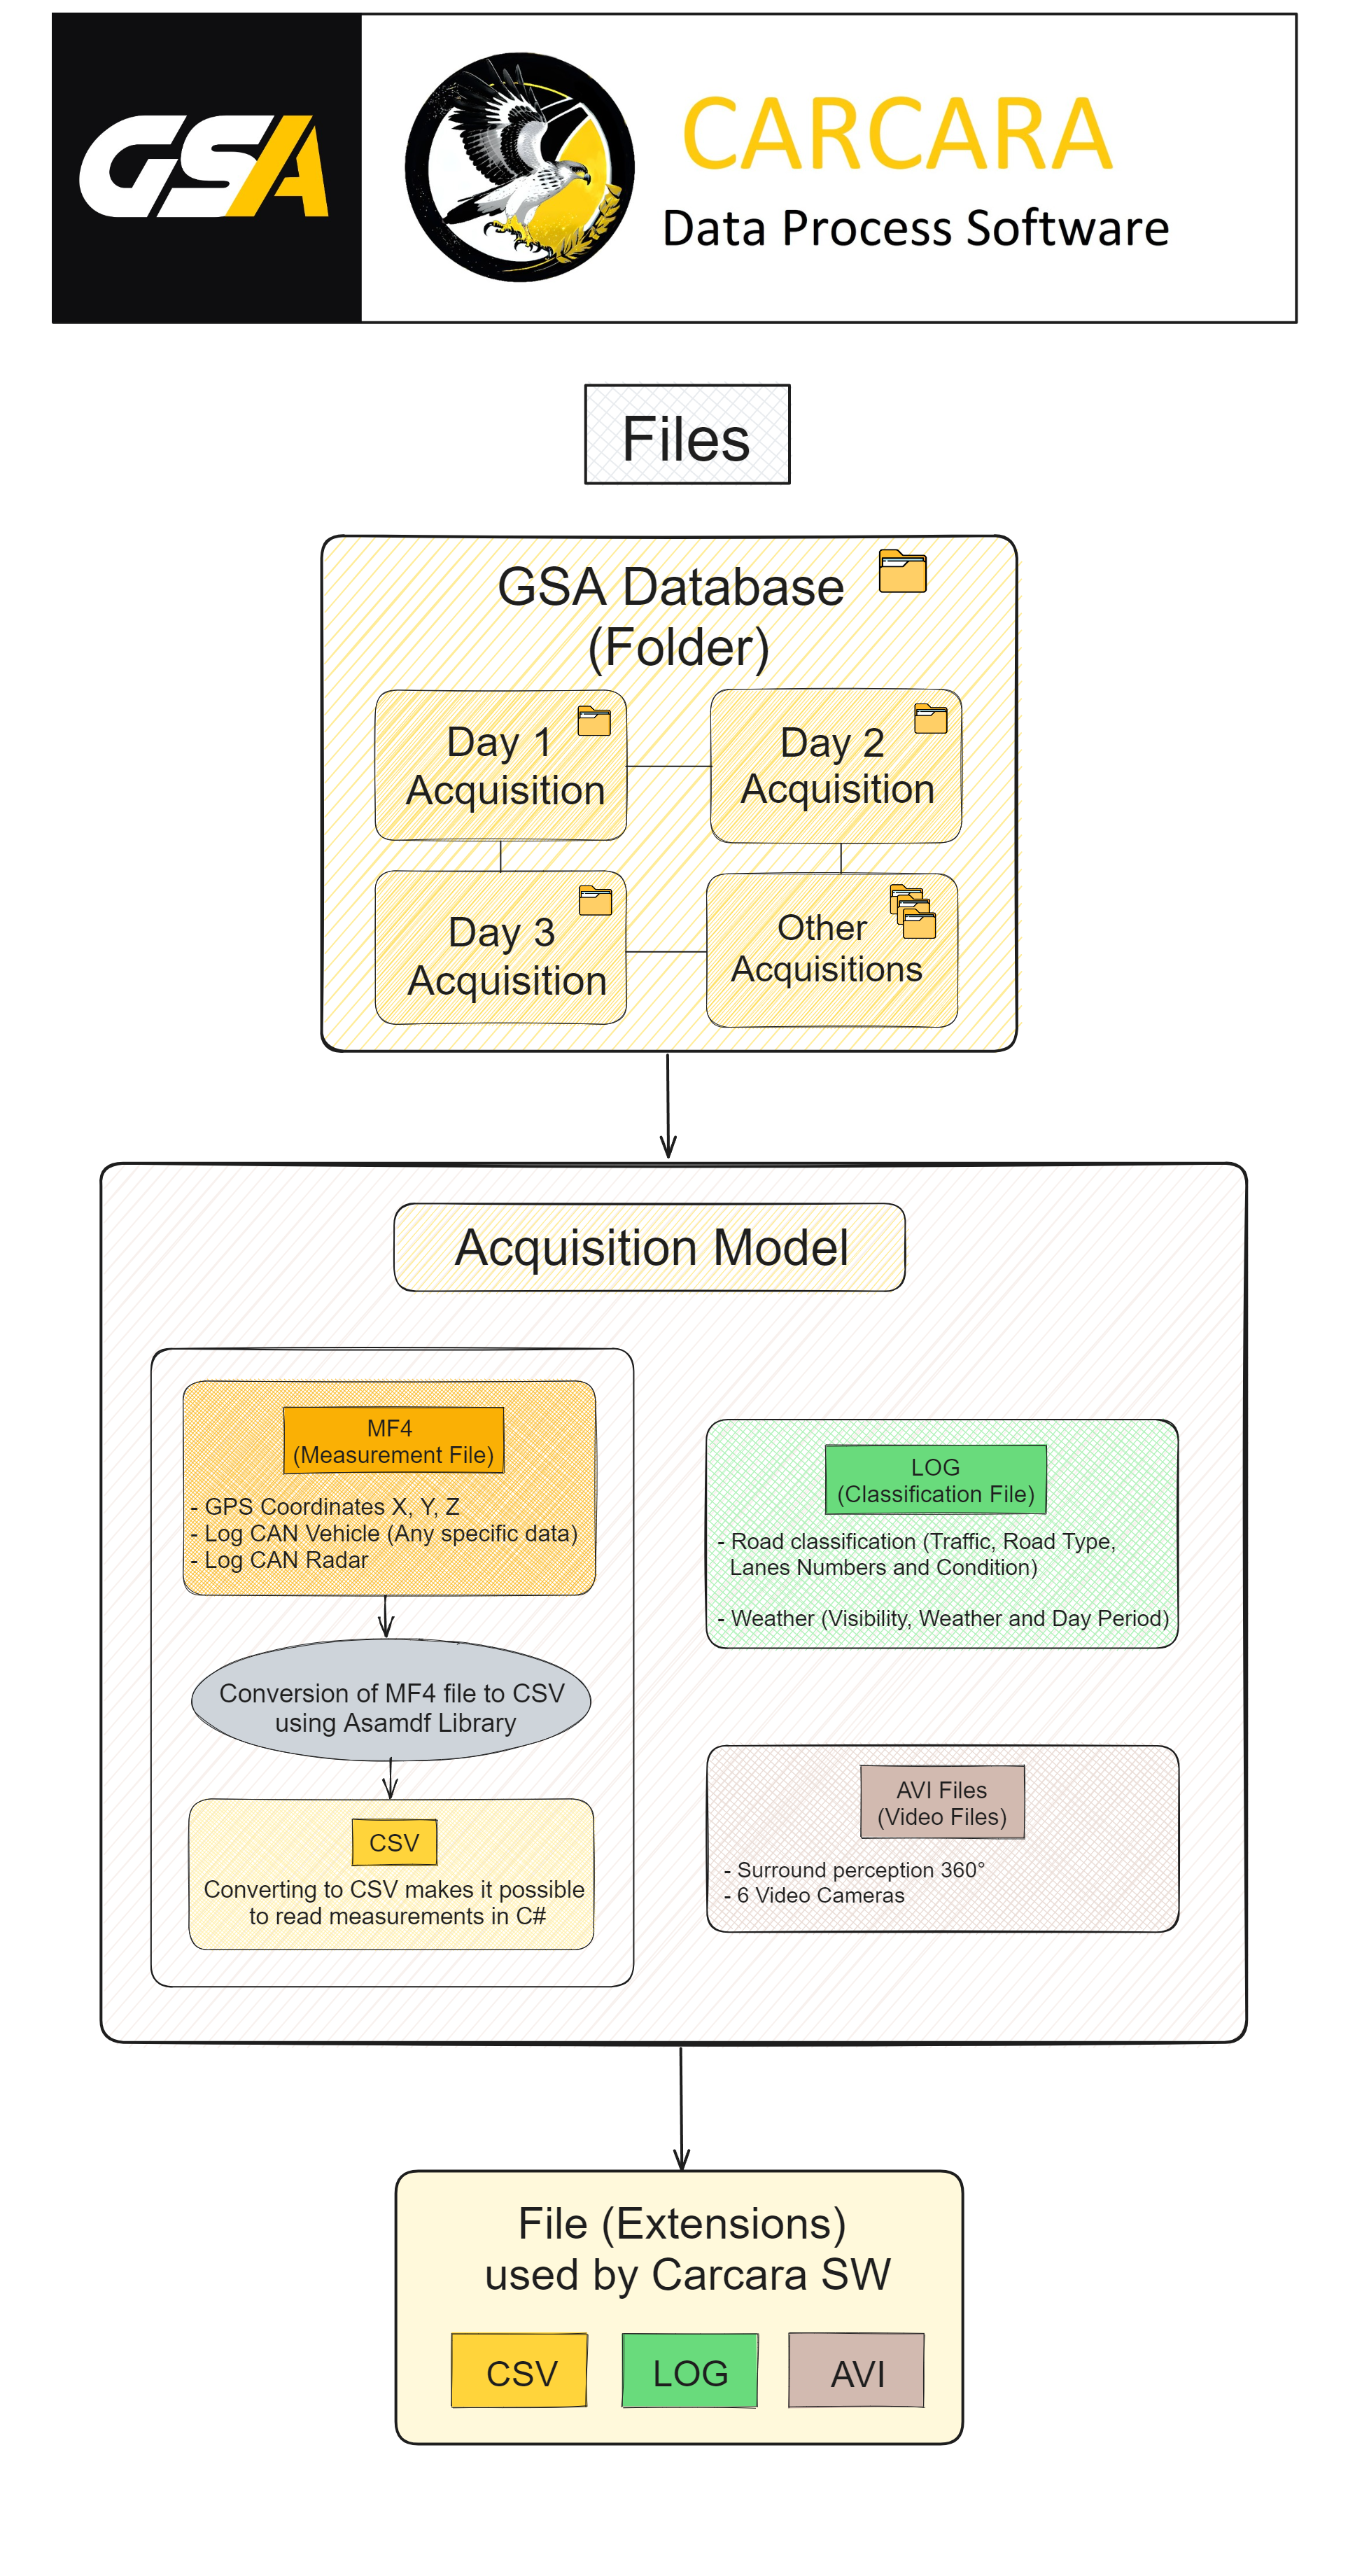 GSA
CARCARA
Data Process Software
Files
GSA Database
(Folder)
Day 1
Acquisition
Day 2
Acquisition
Day 3
Acquisition
Other
Acquisitions
Acquisition Model
MF4
(Measurement File)
- GPS Coordinates X, Y, Z
- Log CAN Vehicle (Any specific data)
- Log CAN Radar
Conversion of MF4 file to CSV
using Asamdf Library
CSV
Converting to CSV makes it possible
to read measurements in C#
LOG
(Classification File)
- Road classification (Traffic, Road Type,
Lanes Numbers and Condition)
- Weather (Visibility, Weather and Day Period)
AVI Files
(Video Files)
- Surround perception 360°
- 6 Video Cameras
File (Extensions)
used by Carcara SW
CSV
LOG
AVI